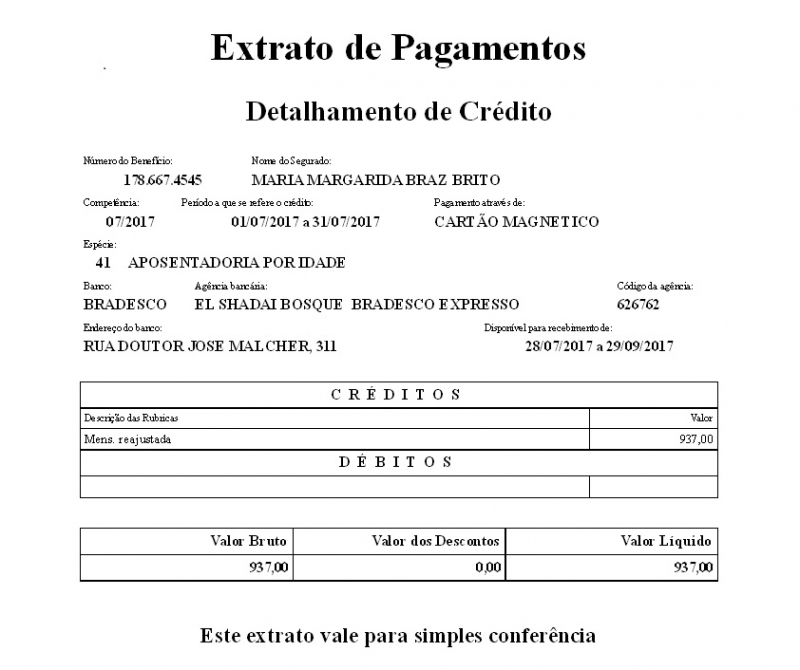 Extrato de Pagamentos
Detalhamento de Crédito
Número do Benefício: Nome do Segurado:
178.667.4545 MARIA MARGARIDA BRAZ BRITO
Competência: Período a que se refere o crédito: Pagamento através de:
07/2017 01/07/2017 a 31/07/2017 CARTÃO MAGNETICO
Espécie:
41 APOSENTADORIA POR IDADE
Banco: Agência bancária: Código da agência:
BRADESCO EL SHADAI BOSQUE BRADESCO EXPRESSO 626762
Endereço do banco: Disponível para recebimento de:
RUA DOUTOR JOSE MALCHER, 311 28/07/2017 a 29/09/2017
CRÉDITOS
Descrição das Rubricas Valor
Mens. reajustada 937,00
DÉBITOS
Valor Bruto Valor dos Descontos Valor Líquido
937,00 0,00 937,00
Este extrato vale para simples conferência